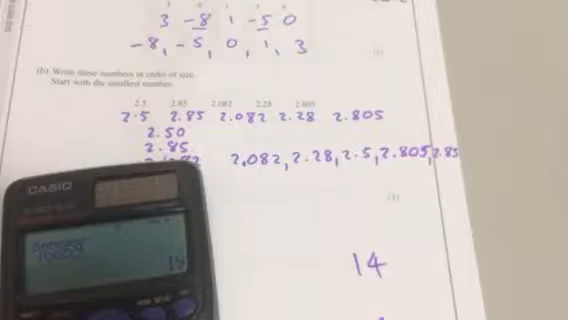 3 -8 1 -5 0
-8, -5, 0, 1, 3
(b) Write these numbers in order of size.
Start with the smallest number.
2.5 2.85 2.082 2.28 2.805
2.5 2.85 2.082 2.28 2.805
2.50
2.85
2.082, 2.28, 2.5, 2.805, 2.85
(1)
CASIO
14
14